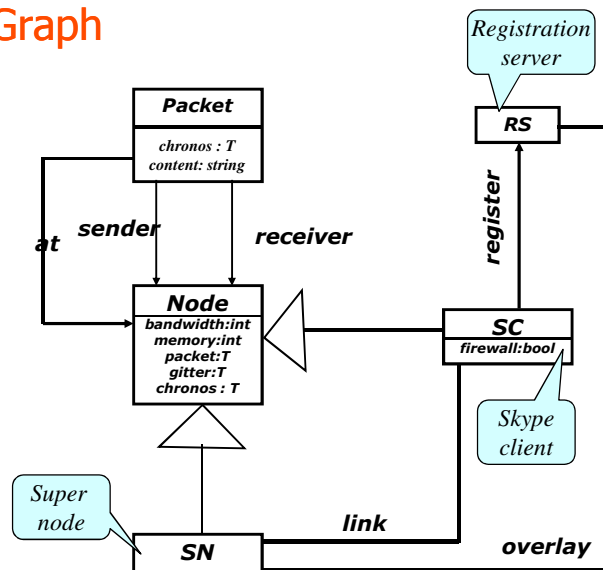 Graph
Registration
server
Packet
RS
chronos : T
content: string
sender
at
receiver
register
Node
bandwidth:int
memory:int
packet:T
gitter:T
chronos : T
SC
firewall:bool
Skype
client
Super
node
link
SN
overlay